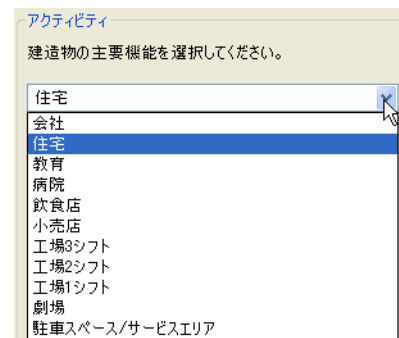 アクティビティ
建造物の主要機能を選択してください。
住宅
会社
住宅
教育
病院
飲食店
小売店
工場3シフト
工場2シフト
工場1シフト
劇場
駐車スペース/サービスエリア